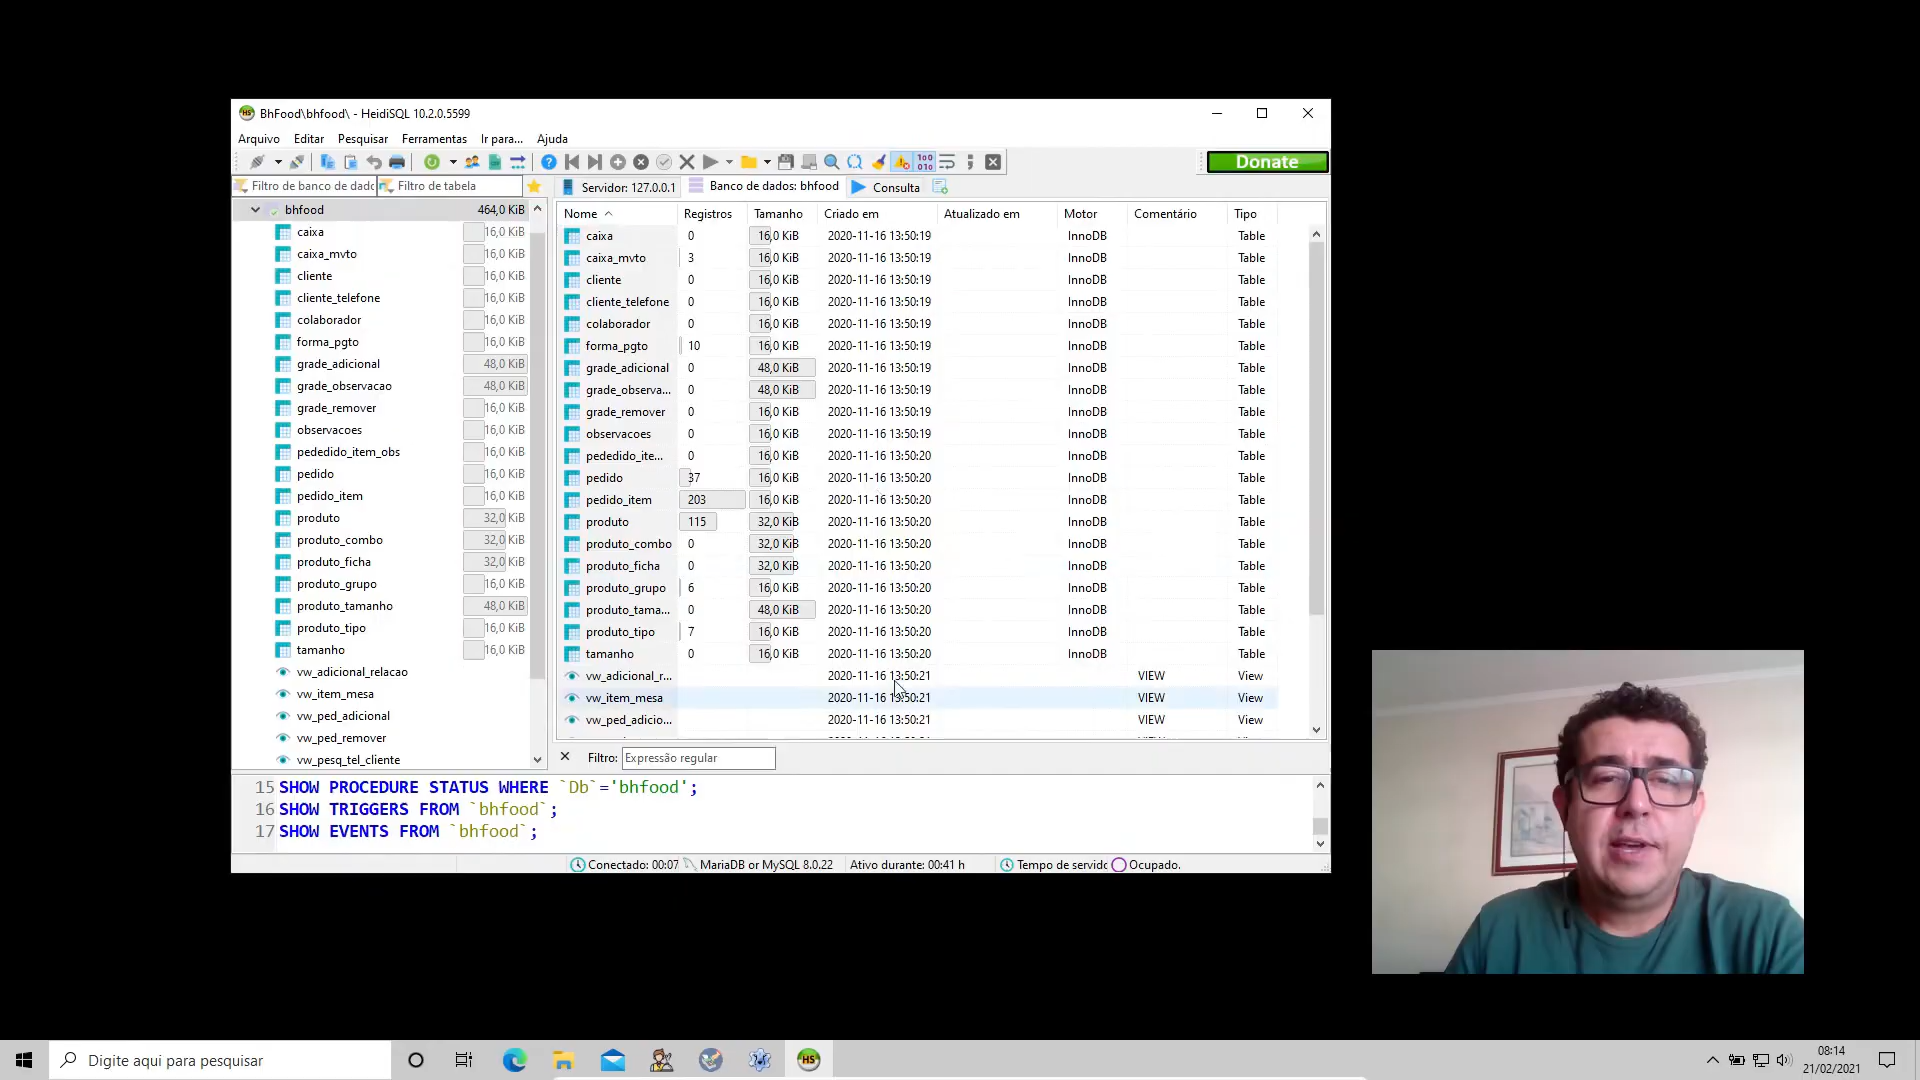 BhFood\bhfood\ - HeidiSQL 10.2.0.5599
Arquivo Editar Pesquisar Ferramentas Ir para... Ajuda
Donate
Filtro de banco de dado Filtro de tabela
Servidor: 127.0.0.1 Banco de dados: bhfood Consulta
bhfood 464,0 KiB
caixa 16,0 KiB
caixa_mvto 16,0 KiB
cliente 16,0 KiB
cliente_telefone 16,0 KiB
colaborador 16,0 KiB
forma_pgto 16,0 KiB
grade_adicional 48,0 KiB
grade_observacao 48,0 KiB
grade_remover 16,0 KiB
observacoes 16,0 KiB
pededido_item_obs 16,0 KiB
pedido 16,0 KiB
pedido_item 16,0 KiB
produto 32,0 KiB
produto_combo 32,0 KiB
produto_ficha 32,0 KiB
produto_grupo 16,0 KiB
produto_tamanho 48,0 KiB
produto_tipo 16,0 KiB
tamanho 16,0 KiB
vw_adicional_relacao
vw_item_mesa
vw_ped_adicional
vw_ped_remover
vw_pesq_tel_cliente
Nome Registros Tamanho Criado em Atualizado em Motor Comentário Tipo
caixa 0 16,0 KiB 2020-11-16 13:50:19 InnoDB Table
caixa_mvto 3 16,0 KiB 2020-11-16 13:50:19 InnoDB Table
cliente 0 16,0 KiB 2020-11-16 13:50:19 InnoDB Table
cliente_telefone 0 16,0 KiB 2020-11-16 13:50:19 InnoDB Table
colaborador 0 16,0 KiB 2020-11-16 13:50:19 InnoDB Table
forma_pgto 10 16,0 KiB 2020-11-16 13:50:19 InnoDB Table
grade_adicional 0 48,0 KiB 2020-11-16 13:50:19 InnoDB Table
grade_observa... 0 48,0 KiB 2020-11-16 13:50:19 InnoDB Table
grade_remover 0 16,0 KiB 2020-11-16 13:50:19 InnoDB Table
observacoes 0 16,0 KiB 2020-11-16 13:50:19 InnoDB Table
pededido_ite... 0 16,0 KiB 2020-11-16 13:50:20 InnoDB Table
pedido 37 16,0 KiB 2020-11-16 13:50:20 InnoDB Table
pedido_item 203 16,0 KiB 2020-11-16 13:50:20 InnoDB Table
produto 115 32,0 KiB 2020-11-16 13:50:20 InnoDB Table
produto_combo 0 32,0 KiB 2020-11-16 13:50:20 InnoDB Table
produto_ficha 0 32,0 KiB 2020-11-16 13:50:20 InnoDB Table
produto_grupo 6 16,0 KiB 2020-11-16 13:50:20 InnoDB Table
produto_tama... 0 48,0 KiB 2020-11-16 13:50:20 InnoDB Table
produto_tipo 7 16,0 KiB 2020-11-16 13:50:20 InnoDB Table
tamanho 0 16,0 KiB 2020-11-16 13:50:20 InnoDB Table
vw_adicional_r... 2020-11-16 13:50:21 VIEW View
vw_item_mesa 2020-11-16 13:50:21 VIEW View
vw_ped_adicio... 2020-11-16 13:50:21 VIEW View
Filtro: Expressão regular
15 SHOW PROCEDURE STATUS WHERE `Db`='bhfood';
16 SHOW TRIGGERS FROM `bhfood`;
17 SHOW EVENTS FROM `bhfood`;
Conectado: 00:07 MariaDB or MySQL 8.0.22 Ativo durante: 00:41 h Tempo de servidc Ocupado.
Digite aqui para pesquisar
08:14
21/02/2021